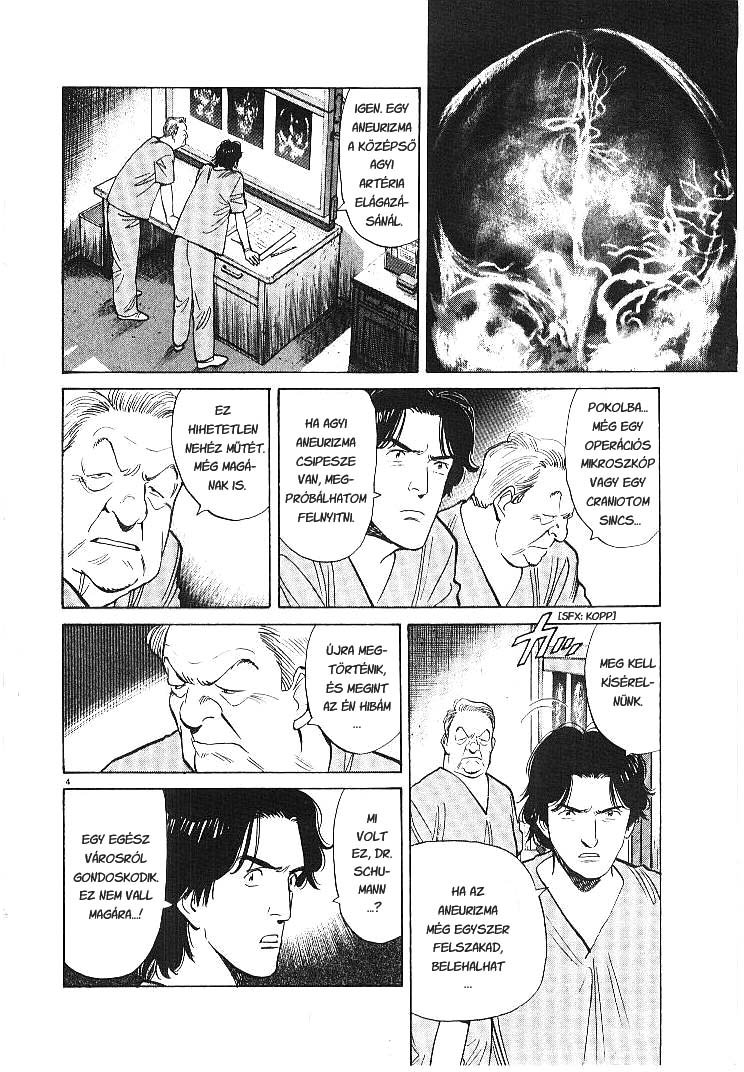 IGEN. EGY
ANEURIZMA
A KÖZÉPSŐ
AGYI
ARTÉRIA
ELÁGAZÁ-
SÁNÁL.
POKOLBA...
MÉG EGY
OPERÁCIÓS
MIKROSZKÓP
VAGY EGY
CRANIOTOM
SINCS...
HA AGYI
ANEURIZMA
CSIPESZE
VAN, MEG-
PRÓBÁLHATOM
FELNYITNI.
EZ
HIHETETLEN
NEHÉZ MŰTÉT.
MÉG MAGÁ-
NAK IS.
[SFX: KOPP]
MEG KELL
KÍSÉREL-
NÜNK.
HA AZ
ANEURIZMA
MÉG EGYSZER
FELSZAKAD,
BELEHALHAT
...
ÚJRA MEG-
TÖRTÉNIK,
ÉS MEGINT
AZ ÉN HIBÁM
...
MI
VOLT
EZ, DR.
SCHU-
MANN
...?
EGY EGÉSZ
VÁROSRÓL
GONDOSKODIK.
EZ NEM VALL
MAGÁRA...!
4